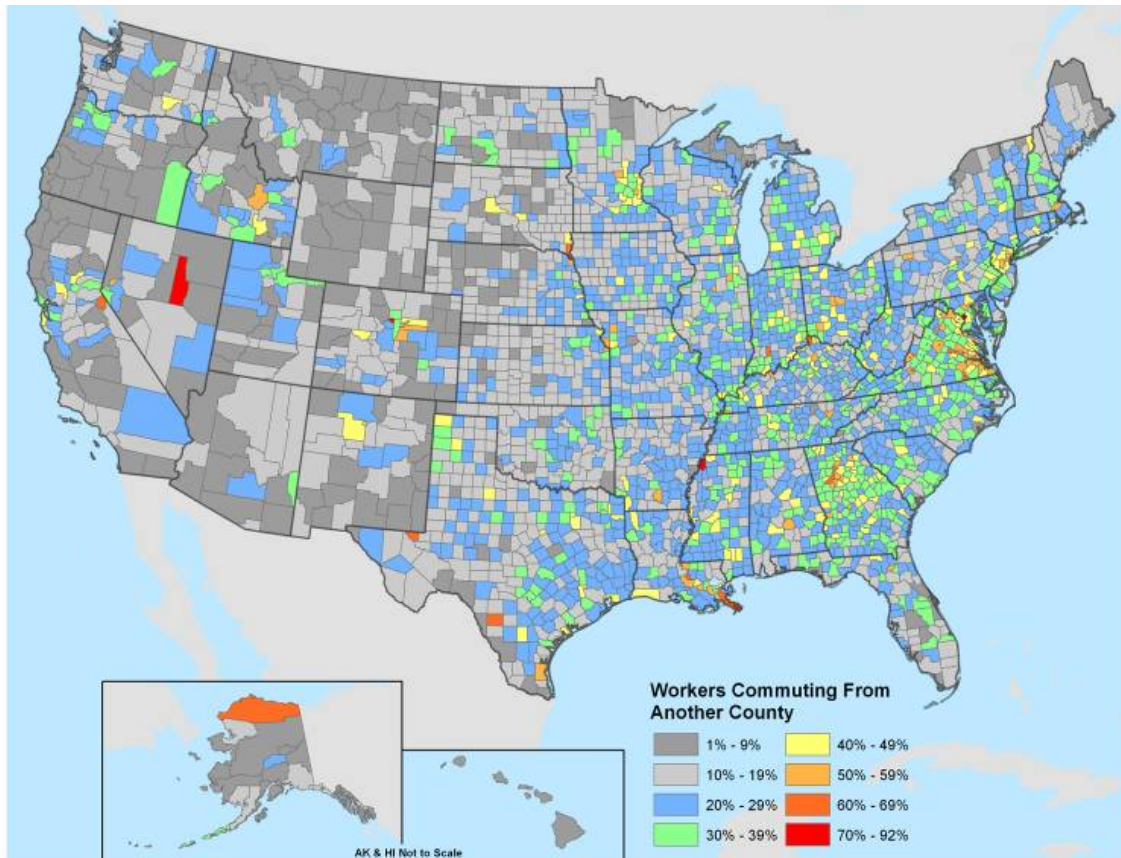 Workers Commuting From
Another County
1% - 9%
10% - 19%
20% - 29%
30% - 39%
40% - 49%
50% - 59%
60% - 69%
70% - 92%
AK & HI Not to Scale